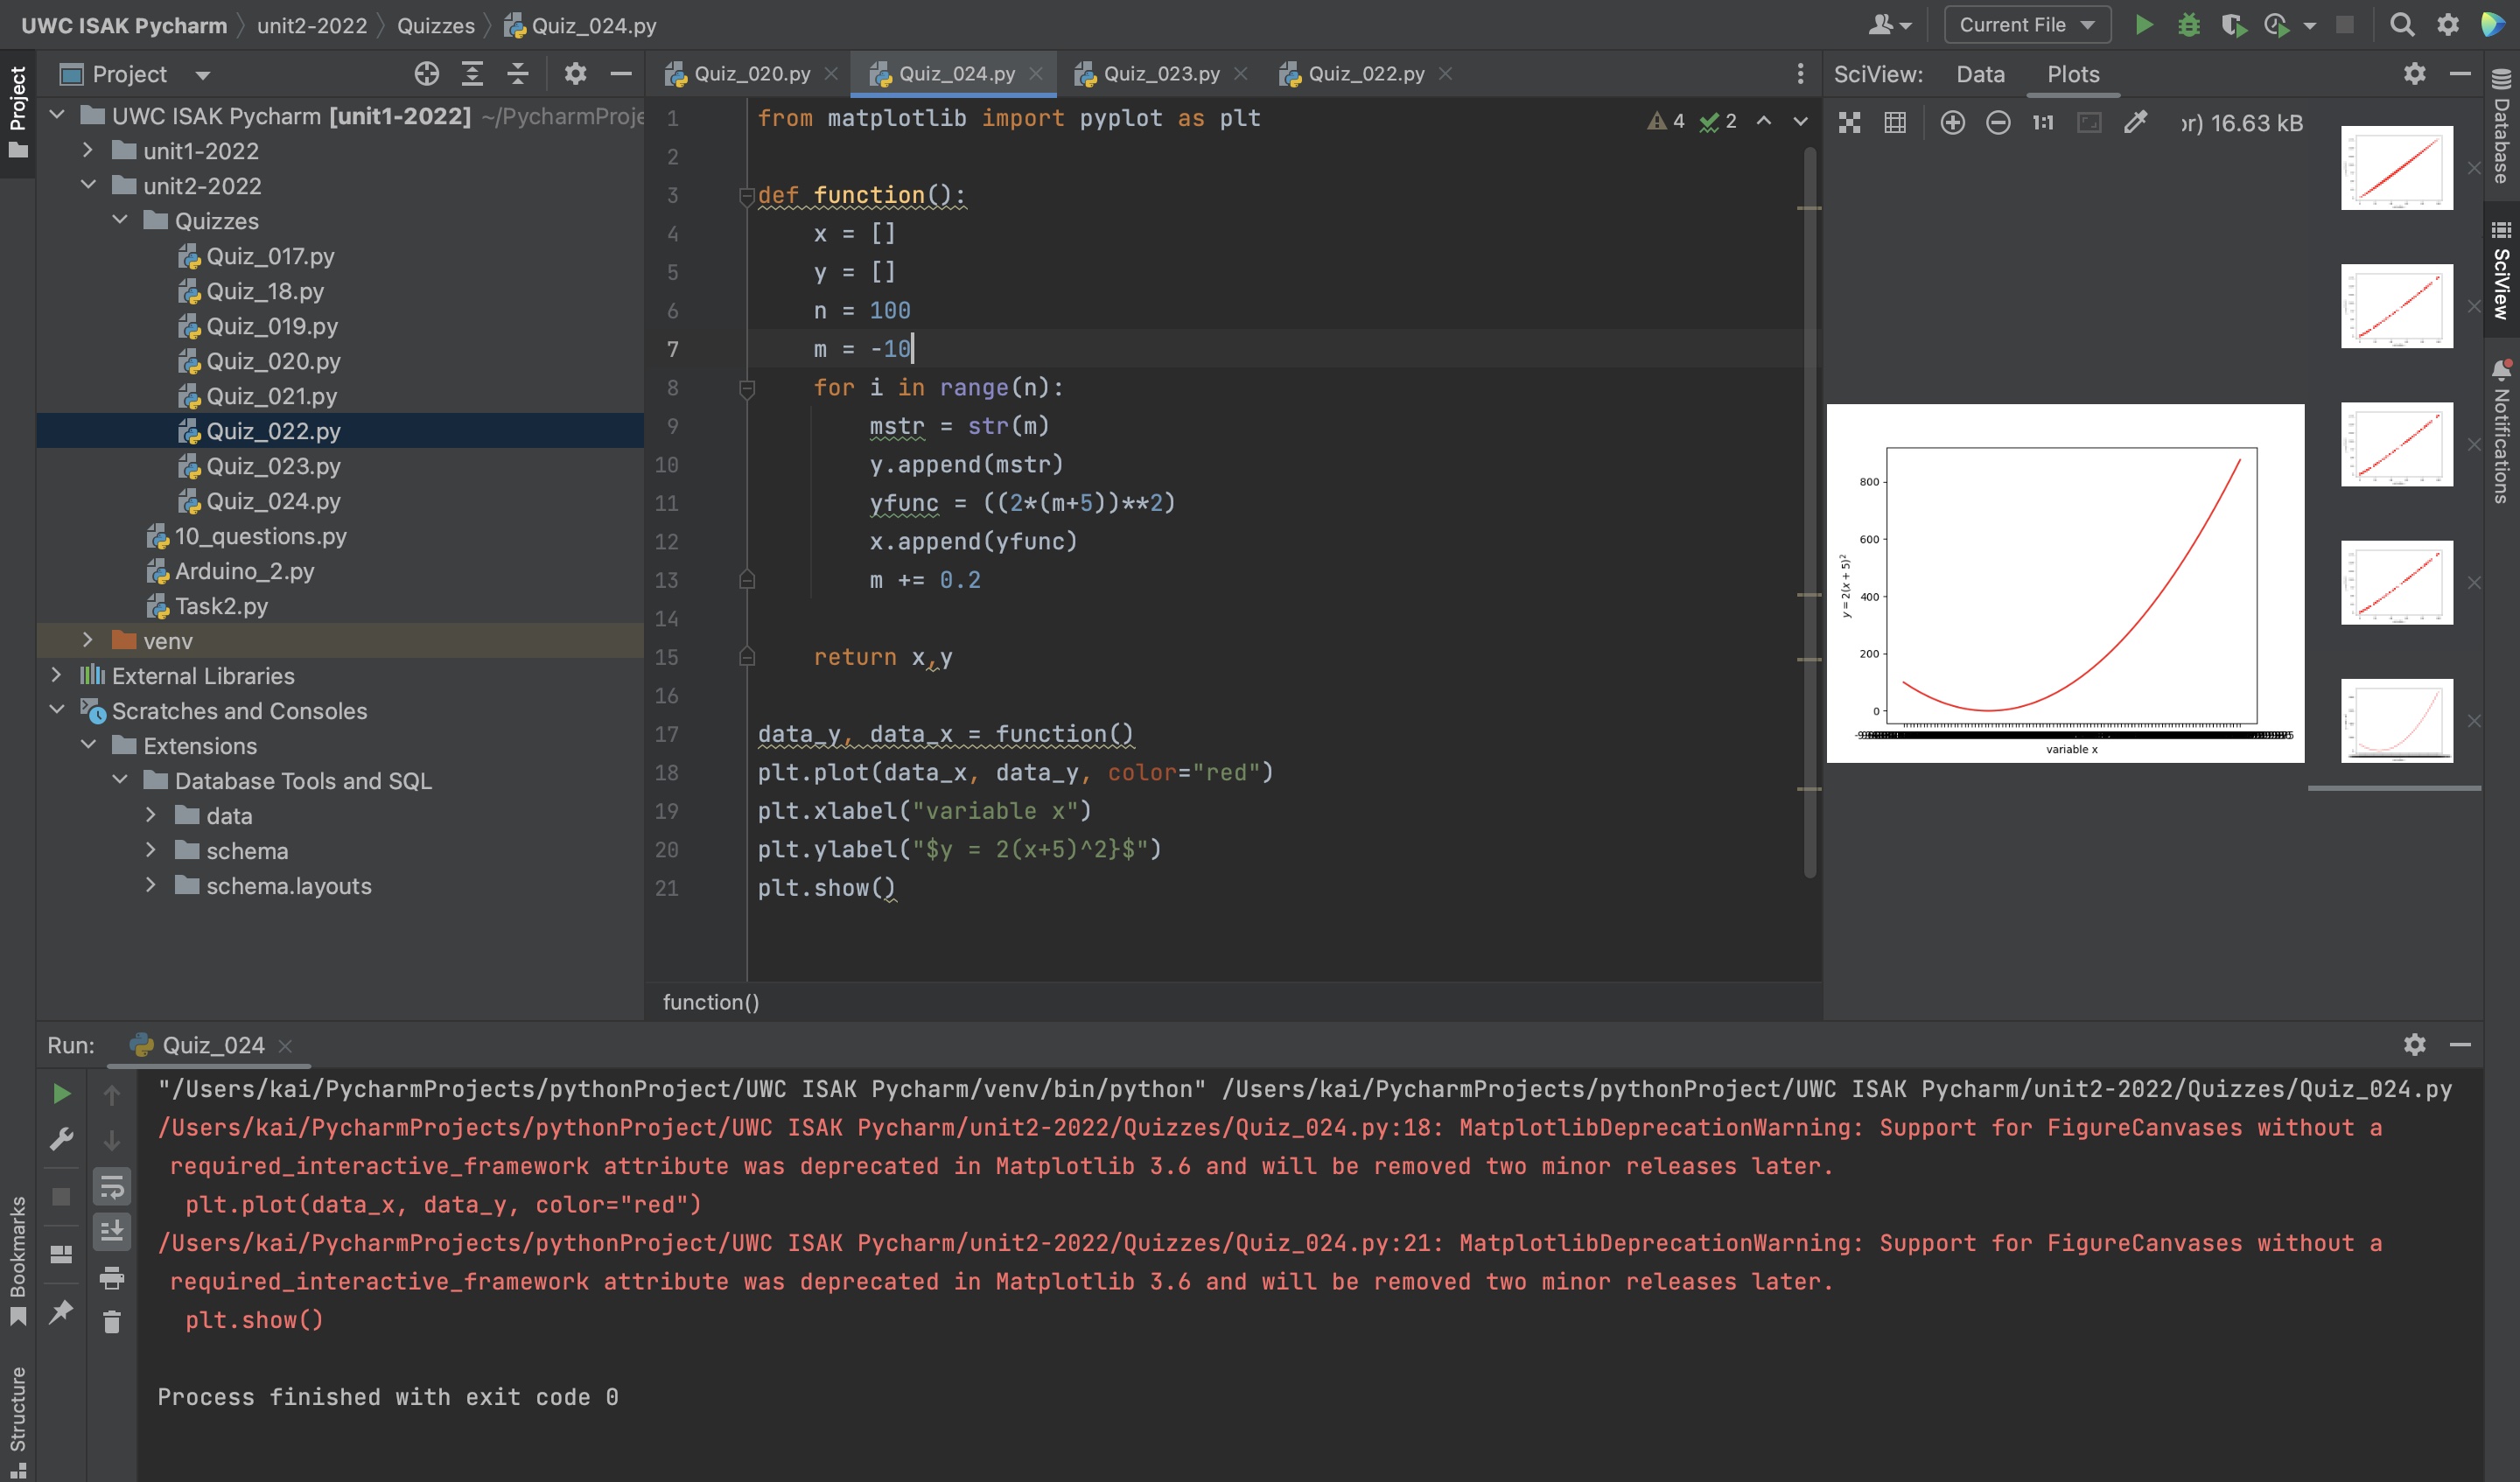 UWC ISAK Pycharm
unit2-2022
Quizzes
Quiz_024.py
Current File
Project
Quiz_020.py
Quiz_024.py
Quiz_023.py
Quiz_022.py
SciView:
Data
Plots
Project
UWC ISAK Pycharm [unit1-2022] ~/PycharmProje
unit1-2022
unit2-2022
Quizzes
Quiz_017.py
Quiz_18.py
Quiz_019.py
Quiz_020.py
Quiz_021.py
Quiz_022.py
Quiz_023.py
Quiz_024.py
10_questions.py
Arduino_2.py
Task2.py
venv
External Libraries
Scratches and Consoles
Extensions
Database Tools and SQL
data
schema
schema.layouts
1 from matplotlib import pyplot as plt
2
3 def function():
4 x = []
5 y = []
6 n = 100
7 m = -10
8 for i in range(n):
9 mstr = str(m)
10 y.append(mstr)
11 yfunc = ((2*(m+5))**2)
12 x.append(yfunc)
13 m += 0.2
14
15 return x,y
16
17 data_y, data_x = function()
18 plt.plot(data_x, data_y, color="red")
19 plt.xlabel("variable x")
20 plt.ylabel("$y = 2(x+5)^2}$")
21 plt.show()
4
2
function()
1:1
or) 16.63 kB
800
600
400
200
0
y = 2(x + 5)²
variable x
Database
SciView
Notifications
Run:
Quiz_024
"/Users/kai/PycharmProjects/pythonProject/UWC ISAK Pycharm/venv/bin/python" /Users/kai/PycharmProjects/pythonProject/UWC ISAK Pycharm/unit2-2022/Quizzes/Quiz_024.py
/Users/kai/PycharmProjects/pythonProject/UWC ISAK Pycharm/unit2-2022/Quizzes/Quiz_024.py:18: MatplotlibDeprecationWarning: Support for FigureCanvases without a
required_interactive_framework attribute was deprecated in Matplotlib 3.6 and will be removed two minor releases later.
plt.plot(data_x, data_y, color="red")
/Users/kai/PycharmProjects/pythonProject/UWC ISAK Pycharm/unit2-2022/Quizzes/Quiz_024.py:21: MatplotlibDeprecationWarning: Support for FigureCanvases without a
required_interactive_framework attribute was deprecated in Matplotlib 3.6 and will be removed two minor releases later.
plt.show()
Process finished with exit code 0
Bookmarks
Structure